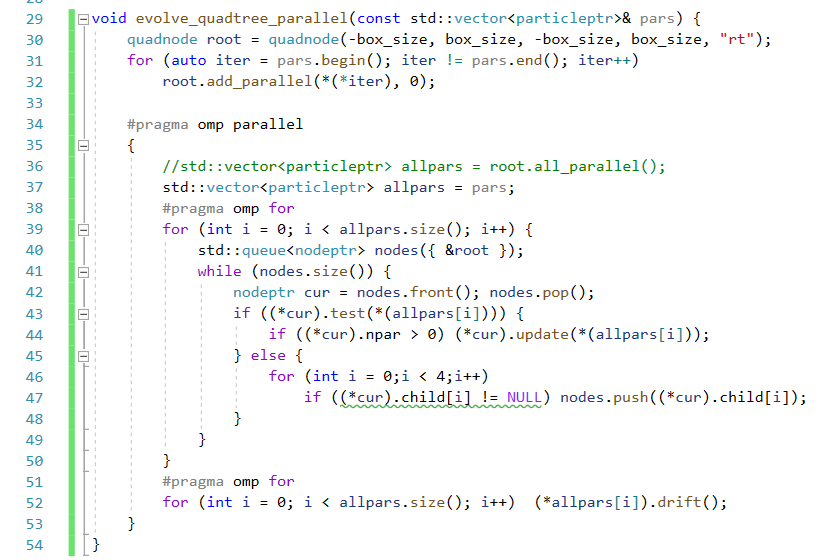 29 void evolve_quadtree_parallel(const std::vector<particleptr>& pars) {
30     quadnode root = quadnode(-box_size, box_size, -box_size, box_size, "rt");
31     for (auto iter = pars.begin(); iter != pars.end(); iter++)
32         root.add_parallel(*(*iter), 0);
33
34     #pragma omp parallel
35     {
36         //std::vector<particleptr> allpars = root.all_parallel();
37         std::vector<particleptr> allpars = pars;
38         #pragma omp for
39         for (int i = 0; i < allpars.size(); i++) {
40             std::queue<nodeptr> nodes({ &root });
41             while (nodes.size()) {
42                 nodeptr cur = nodes.front(); nodes.pop();
43                 if ((*cur).test(*(allpars[i]))) {
44                     if ((*cur).npar > 0) (*cur).update(*(allpars[i]));
45                 } else {
46                     for (int i = 0;i < 4;i++)
47                         if ((*cur).child[i] != NULL) nodes.push((*cur).child[i]);
48                 }
49             }
50         }
51         #pragma omp for
52         for (int i = 0; i < allpars.size(); i++)  (*allpars[i]).drift();
53     }
54 }